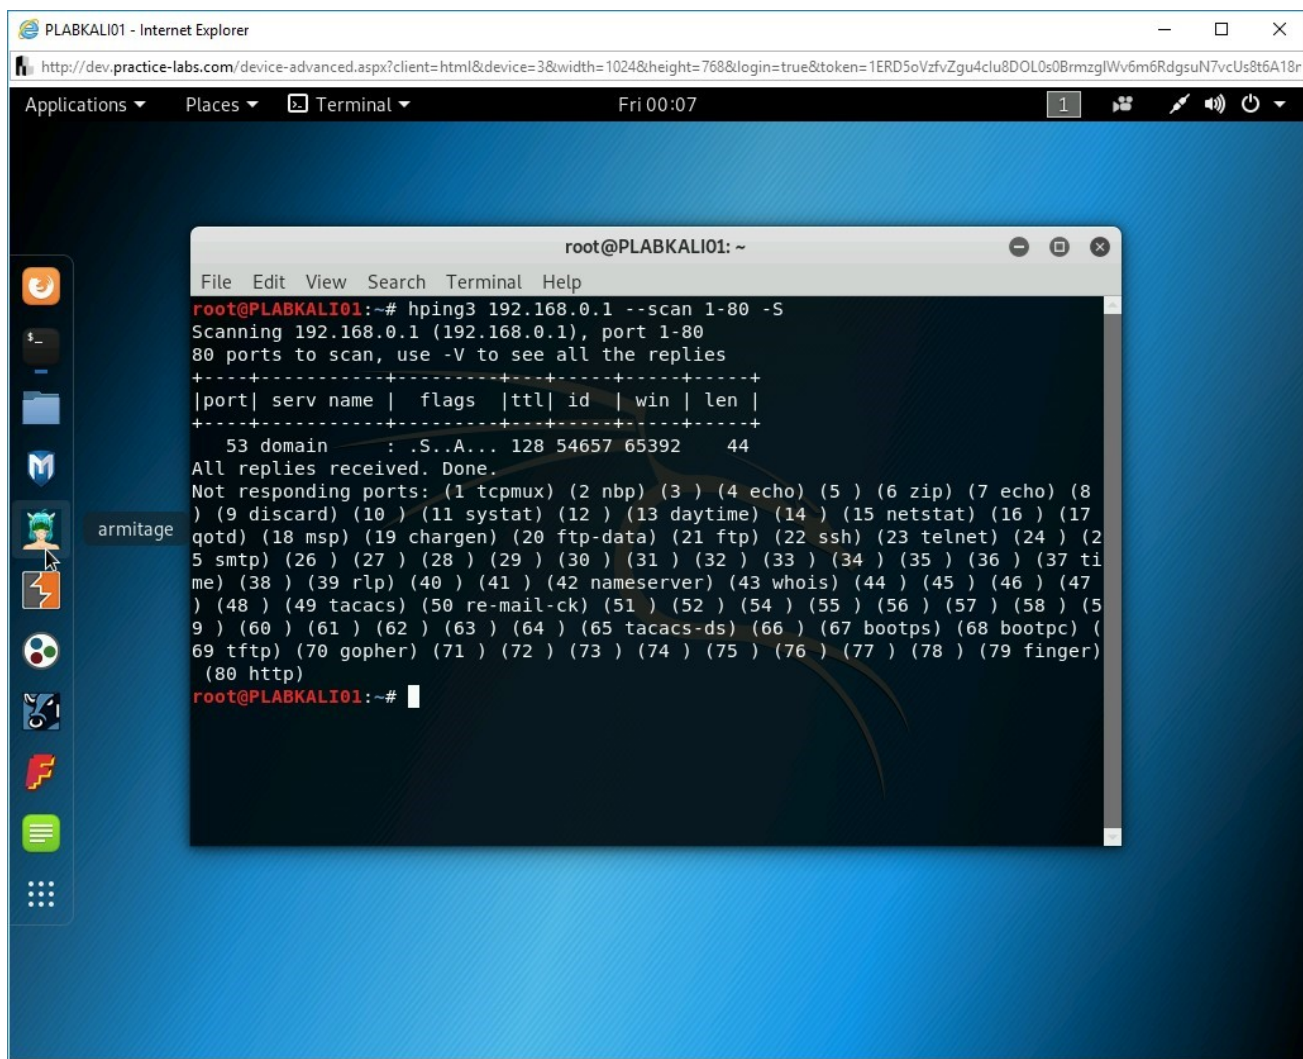 PLABKALI01 - Internet Explorer
http://dev.practice-labs.com/device-advanced.aspx?client=html&device=3&width=1024&height=768&login=true&token=1ERD5oVzfvZgu4clu8DOL0s0BrmzglWv6m6RdgsuN7vcUs8t6A18r
Applications Places Terminal Fri 00:07 1
root@PLABKALI01: ~
File Edit View Search Terminal Help
root@PLABKALI01:~# hping3 192.168.0.1 --scan 1-80 -S
Scanning 192.168.0.1 (192.168.0.1), port 1-80
80 ports to scan, use -V to see all the replies
+----+-----------+---------+---+-----+-----+-----+
|port| serv name |  flags  |ttl| id  | win | len |
+----+-----------+---------+---+-----+-----+-----+
   53 domain     : .S..A... 128 54657 65392    44
All replies received. Done.
Not responding ports: (1 tcpmux) (2 nbp) (3 ) (4 echo) (5 ) (6 zip) (7 echo) (8
) (9 discard) (10 ) (11 systat) (12 ) (13 daytime) (14 ) (15 netstat) (16 ) (17
qotd) (18 msp) (19 chargen) (20 ftp-data) (21 ftp) (22 ssh) (23 telnet) (24 ) (2
5 smtp) (26 ) (27 ) (28 ) (29 ) (30 ) (31 ) (32 ) (33 ) (34 ) (35 ) (36 ) (37 ti
me) (38 ) (39 rlp) (40 ) (41 ) (42 nameserver) (43 whois) (44 ) (45 ) (46 ) (47
) (48 ) (49 tacacs) (50 re-mail-ck) (51 ) (52 ) (54 ) (55 ) (56 ) (57 ) (58 ) (5
9 ) (60 ) (61 ) (62 ) (63 ) (64 ) (65 tacacs-ds) (66 ) (67 bootps) (68 bootpc) (
69 tftp) (70 gopher) (71 ) (72 ) (73 ) (74 ) (75 ) (76 ) (77 ) (78 ) (79 finger)
 (80 http)
root@PLABKALI01:~#
armitage